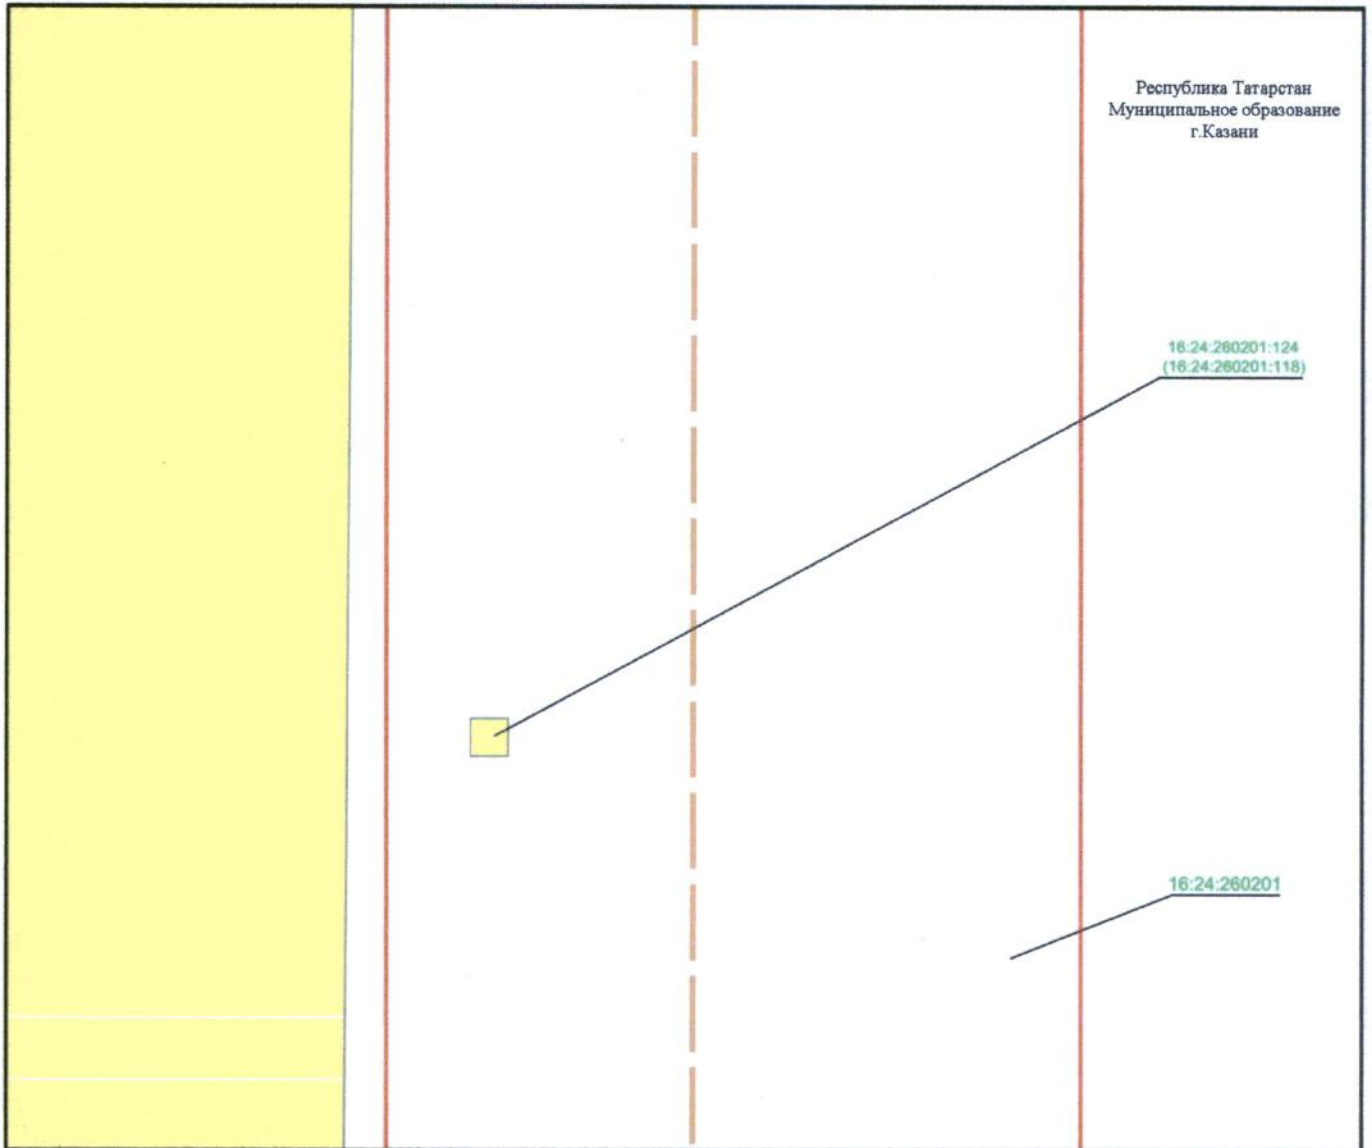 Республика Татарстан
Муниципальное образование
г.Казани
16:24:260201:124
(16:24:260201:118)
16:24:260201